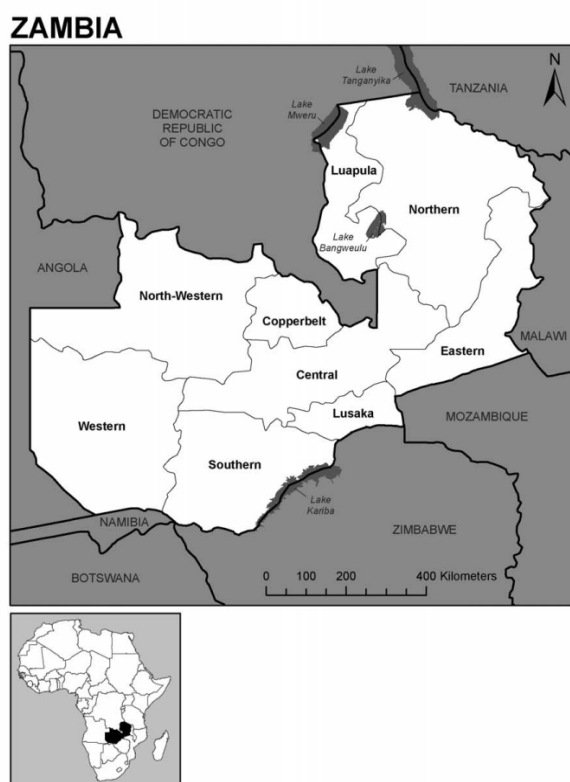 ZAMBIA
Lake
Tanganyika
N
TANZANIA
Lake
Mweru
DEMOCRATIC
REPUBLIC
OF CONGO
Luapula
Northern
Lake
Bangweulu
ANGOLA
North-Western
Copperbelt
MALAWI
Eastern
Central
Lusaka
Western
MOZAMBIQUE
Southern
Lake
Kariba
NAMIBIA
ZIMBABWE
BOTSWANA
0 100 200 400 Kilometers